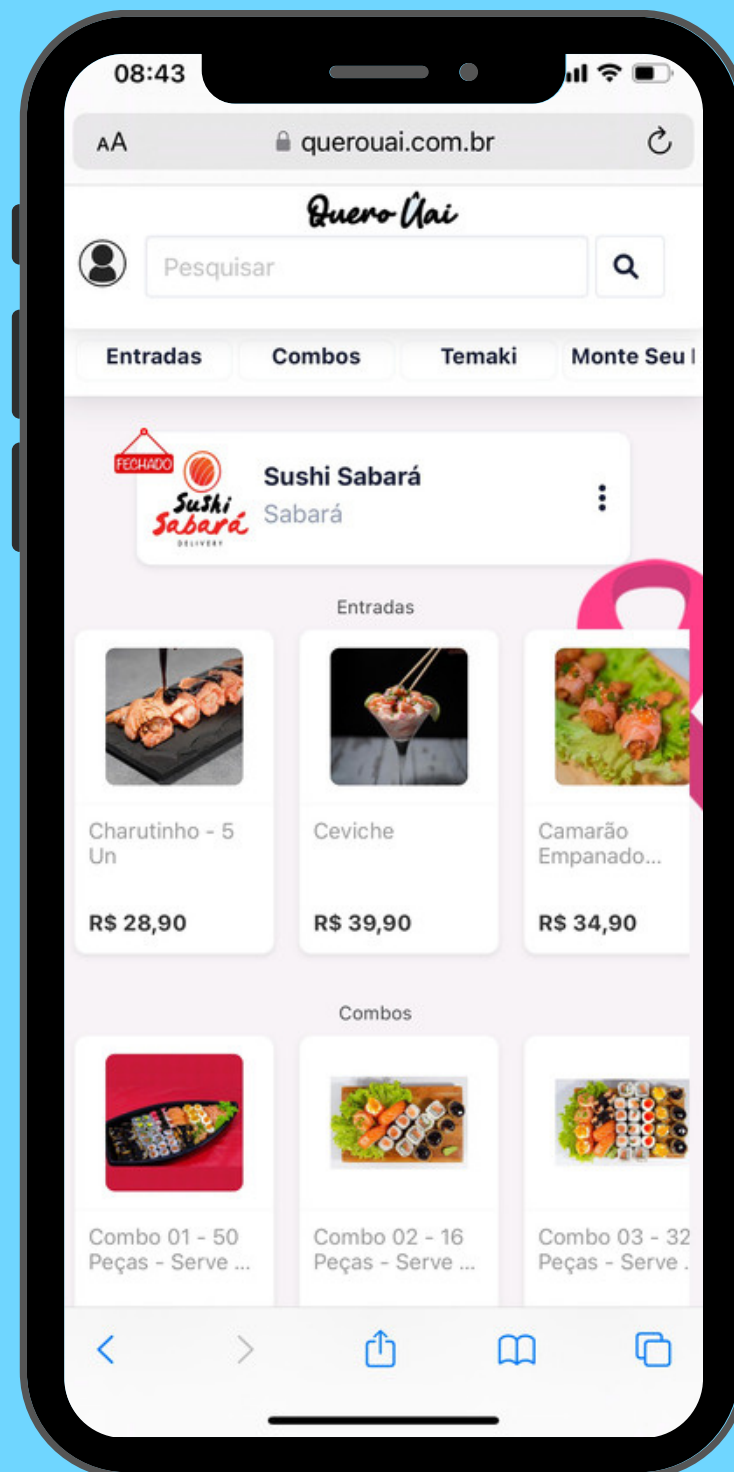 08:43
AA
querouai.com.br
Quero Uai
Pesquisar
Entradas
Combos
Temaki
Monte Seu
FECHADO
Sushi
Sabará
DELIVERY
Sushi Sabará
Sabará
Entradas
Charutinho - 5
Un
R$ 28,90
Ceviche
R$ 39,90
Camarão
Empanado...
R$ 34,90
Combos
Combo 01 - 50
Peças - Serve ...
Combo 02 - 16
Peças - Serve ...
Combo 03 - 32
Peças - Serve .